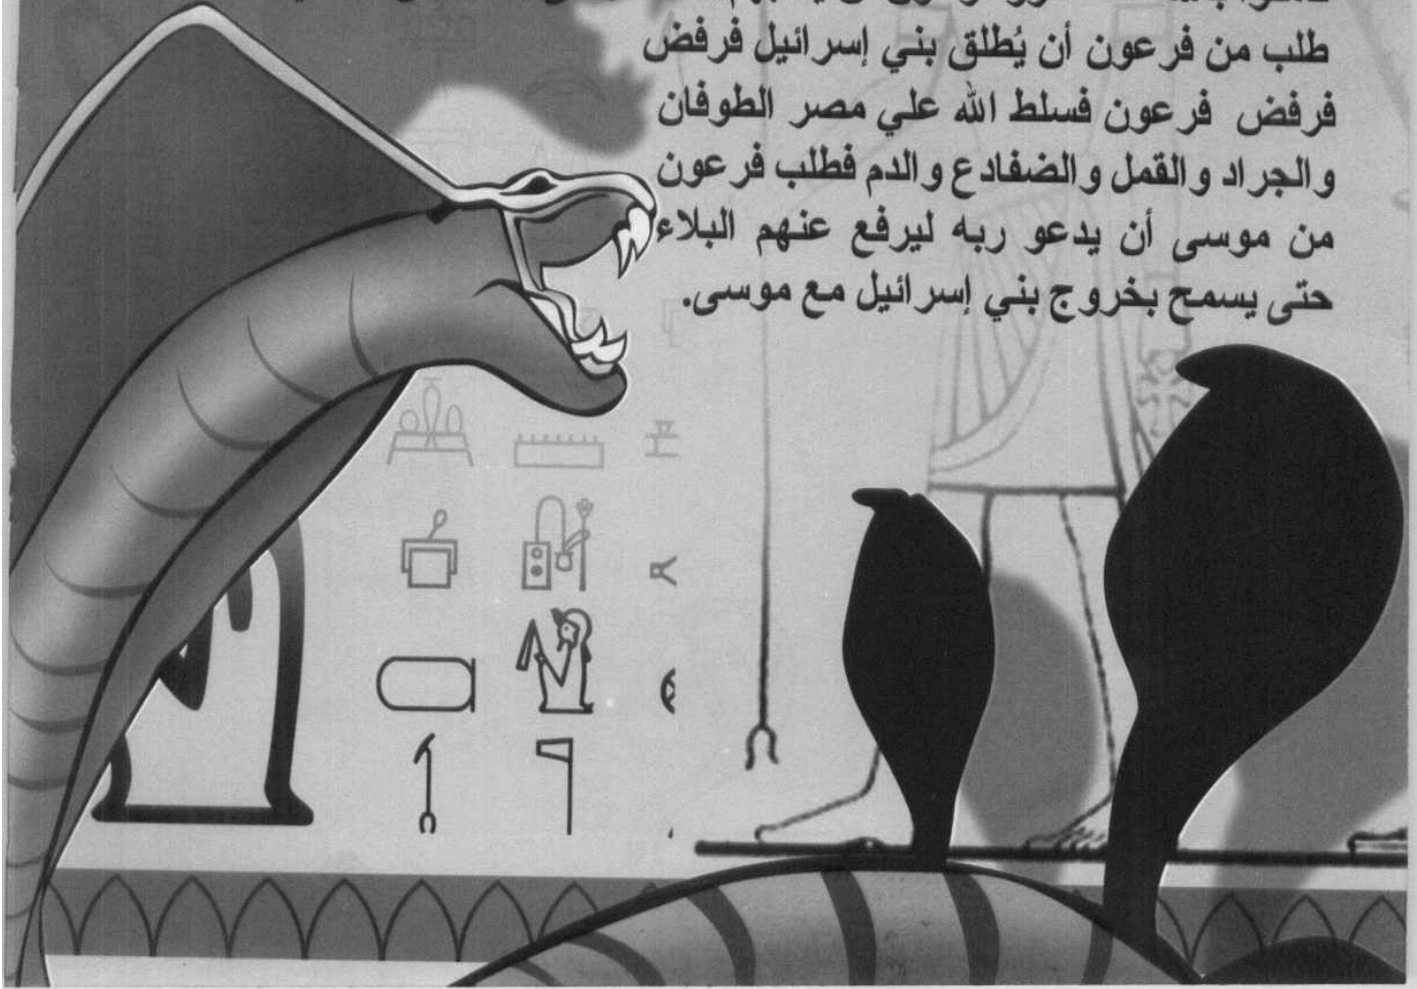 طلب من فرعون أن يُطلق بني إسرائيل فرفض
فرفض فرعون فسلط الله علي مصر الطوفان
والجراد والقمل والضفادع والدم فطلب فرعون
من موسى أن يدعو ربه ليرفع عنهم البلاء
حتى يسمح بخروج بني إسرائيل مع موسى.